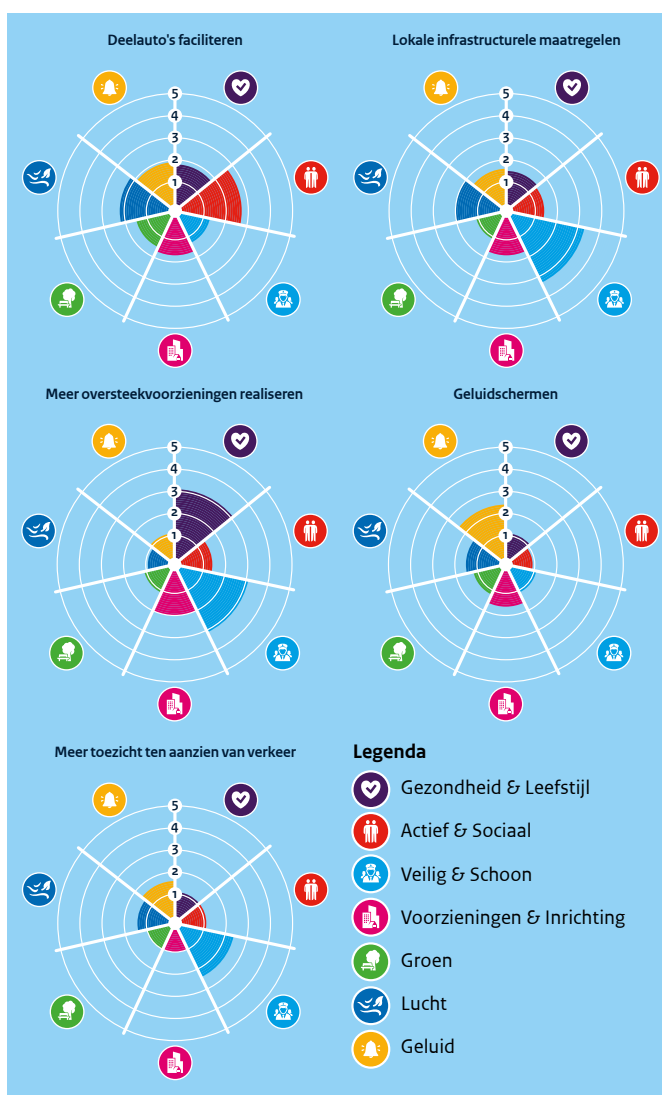 Deelauto's faciliteren
5
4
3
2
1
Lokale infrastructurele maatregelen
5
4
3
2
1
Meer oversteekvoorzieningen realiseren
5
4
3
2
1
Geluidschermen
5
4
3
2
1
Meer toezicht ten aanzien van verkeer
5
4
3
2
1
Legenda
Gezondheid & Leefstijl
Actief & Sociaal
Veilig & Schoon
Voorzieningen & Inrichting
Groen
Lucht
Geluid